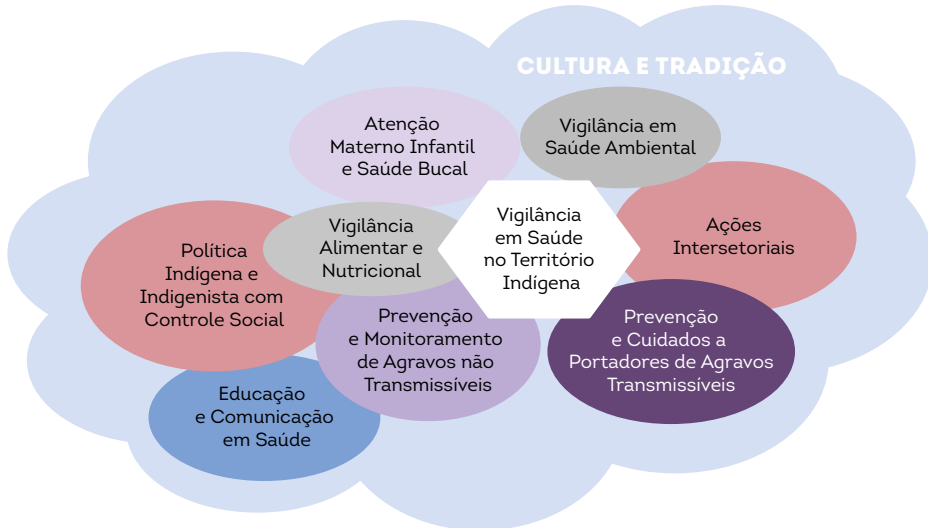 CULTURA E TRADIÇÃO
Atenção
Materno Infantil
e Saúde Bucal
Vigilância em
Saúde Ambiental
Política
Indígena e
Indigenista com
Controle Social
Vigilância
Alimentar e
Nutricional
Vigilância
em Saúde
no Território
Indígena
Ações
Intersetoriais
Prevenção
e Monitoramento
de Agravos não
Transmissíveis
Prevenção
e Cuidados a
Portadores de Agravos
Transmissíveis
Educação
e Comunicação
em Saúde